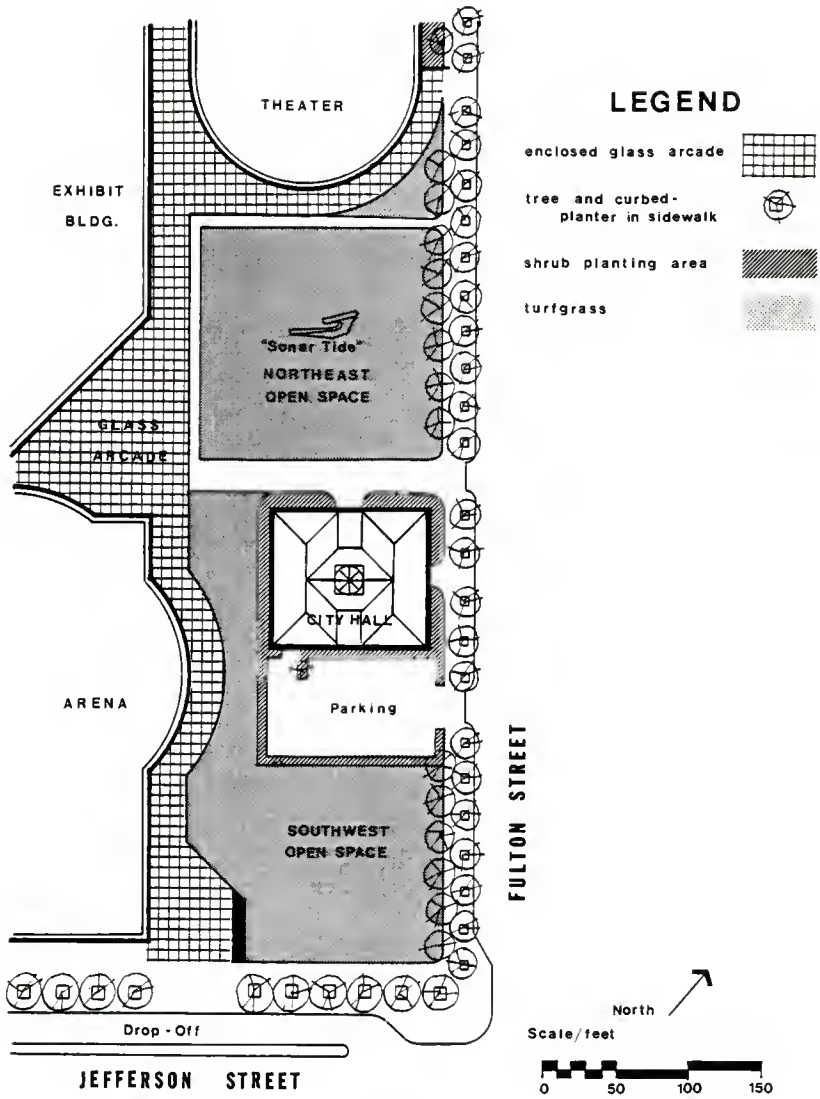 THEATER
EXHIBIT
BLDG.
"Sonar Tide"
NORTHEAST
OPEN SPACE
GLASS
ARCADE
CITY HALL
ARENA
Parking
SOUTHWEST
OPEN SPACE
FULTON STREET
Drop-Off
JEFFERSON STREET
LEGEND
enclosed glass arcade
tree and curbed-
planter in sidewalk
shrub planting area
turfgrass
North
Scale/feet
0 50 100 150